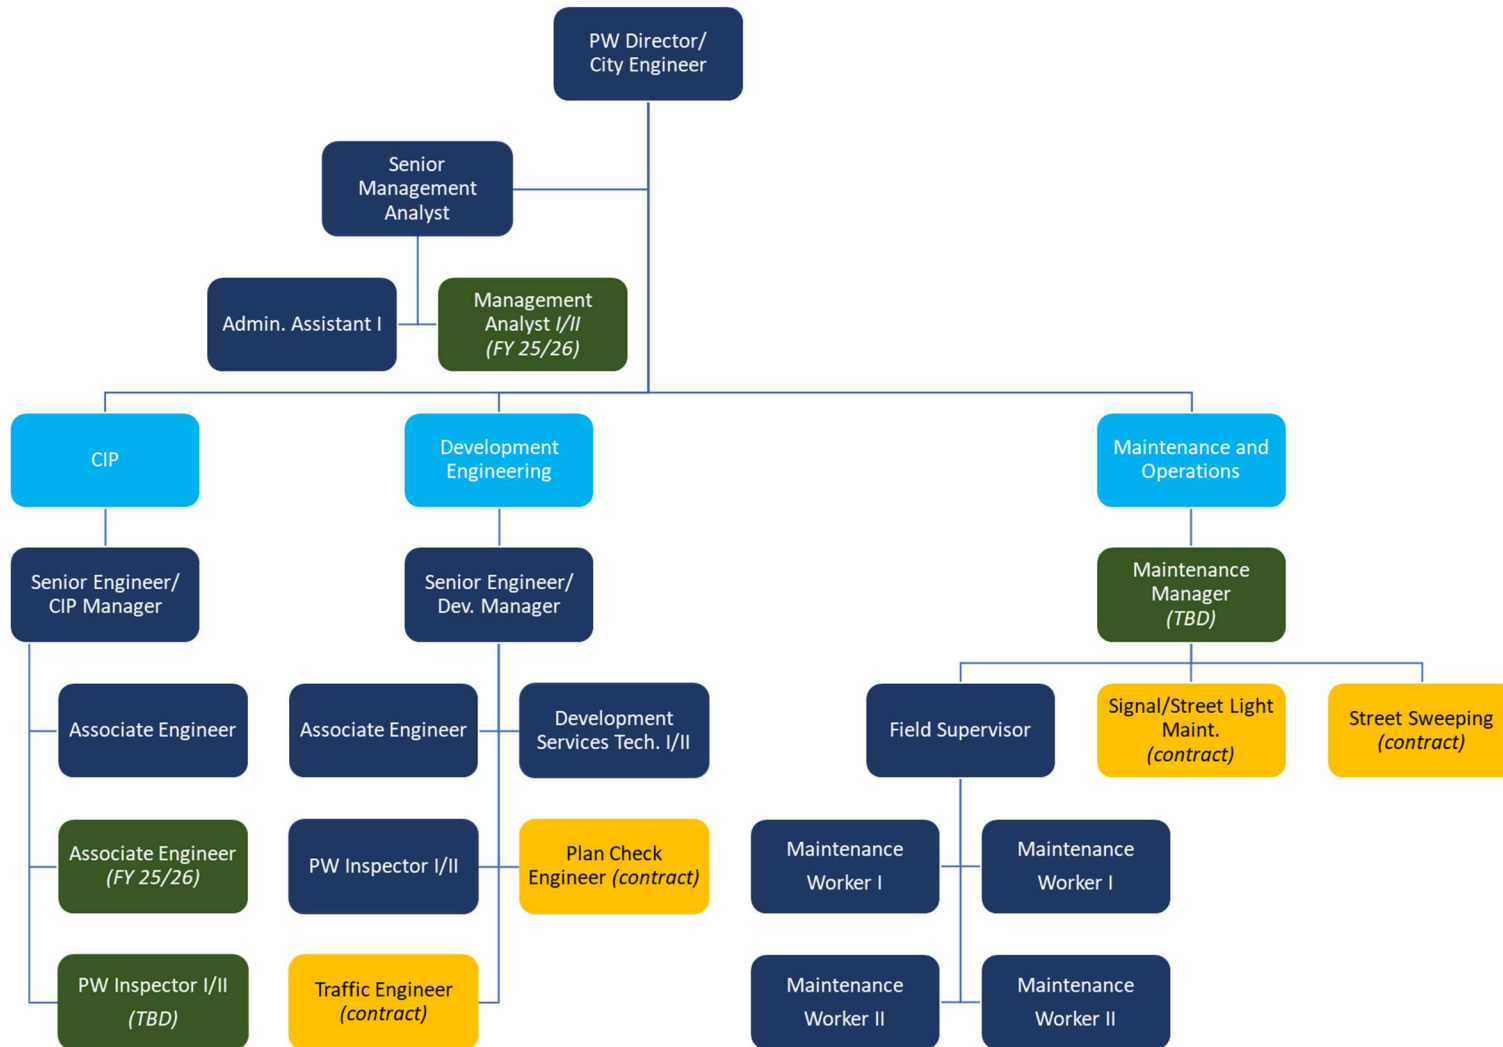 PW Director/
City Engineer
Senior
Management
Analyst
Admin. Assistant I
Management
Analyst I/II
(FY 25/26)
CIP
Development
Engineering
Maintenance and
Operations
Senior Engineer/
CIP Manager
Senior Engineer/
Dev. Manager
Maintenance
Manager
(TBD)
Associate Engineer
Associate Engineer
Development
Services Tech. I/II
Field Supervisor
Signal/Street Light
Maint.
(contract)
Street Sweeping
(contract)
Associate Engineer
(FY 25/26)
PW Inspector I/II
Plan Check
Engineer (contract)
Maintenance
Worker I
Maintenance
Worker I
PW Inspector I/II
(TBD)
Traffic Engineer
(contract)
Maintenance
Worker II
Maintenance
Worker II